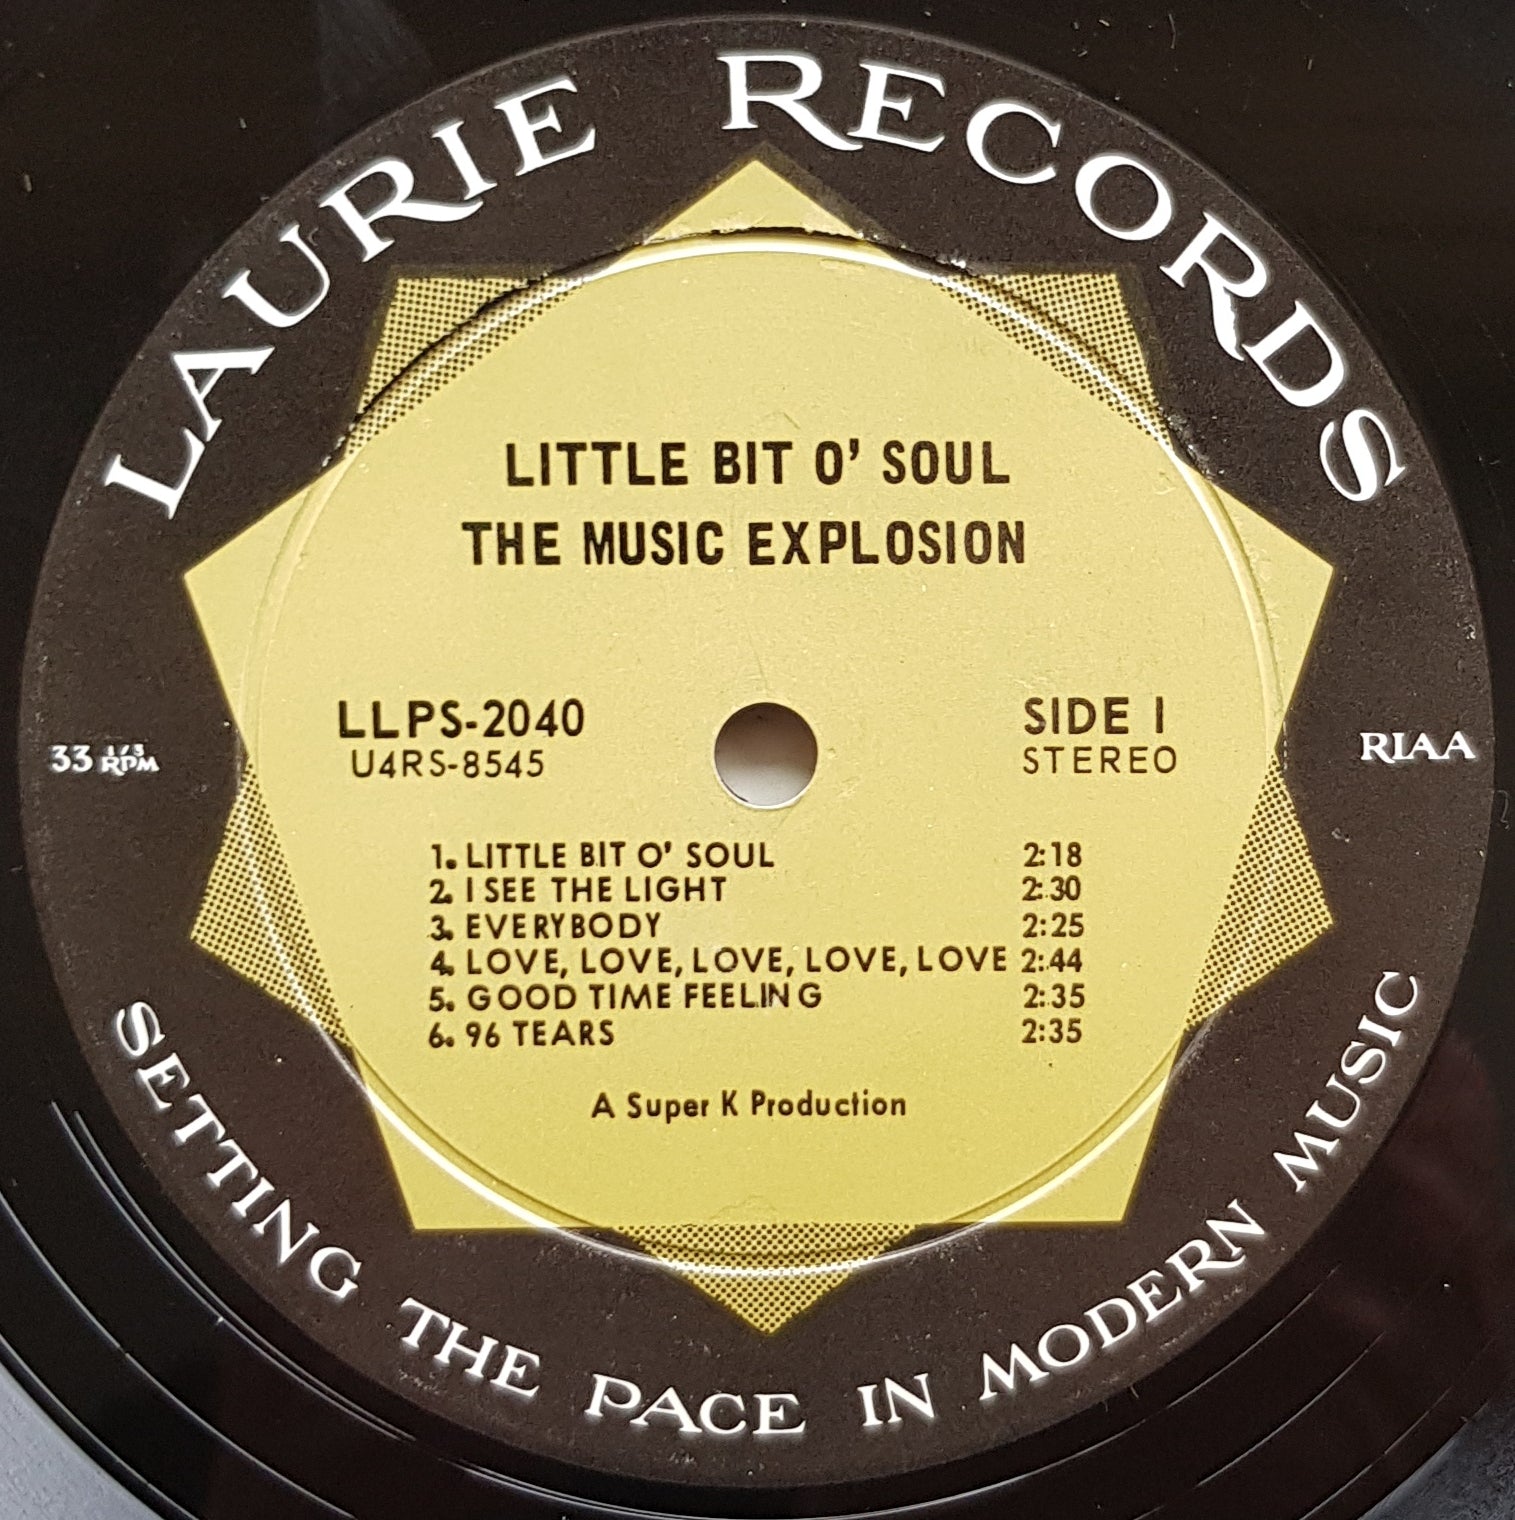 LAURIE RECORDS
LITTLE BIT O' SOUL
THE MUSIC EXPLOSION
LLPS-2040
U4RS-8545
SIDE 1
STEREO
33 1/3 RPM
RIAA
1. LITTLE BIT O' SOUL 2:18
2. I SEE THE LIGHT 2:30
3. EVERYBODY 2:25
4. LOVE, LOVE, LOVE, LOVE, LOVE 2:44
5. GOOD TIME FEELING 2:35
6. 96 TEARS 2:35
A Super K Production
SETTING THE PACE IN MODERN MUSIC